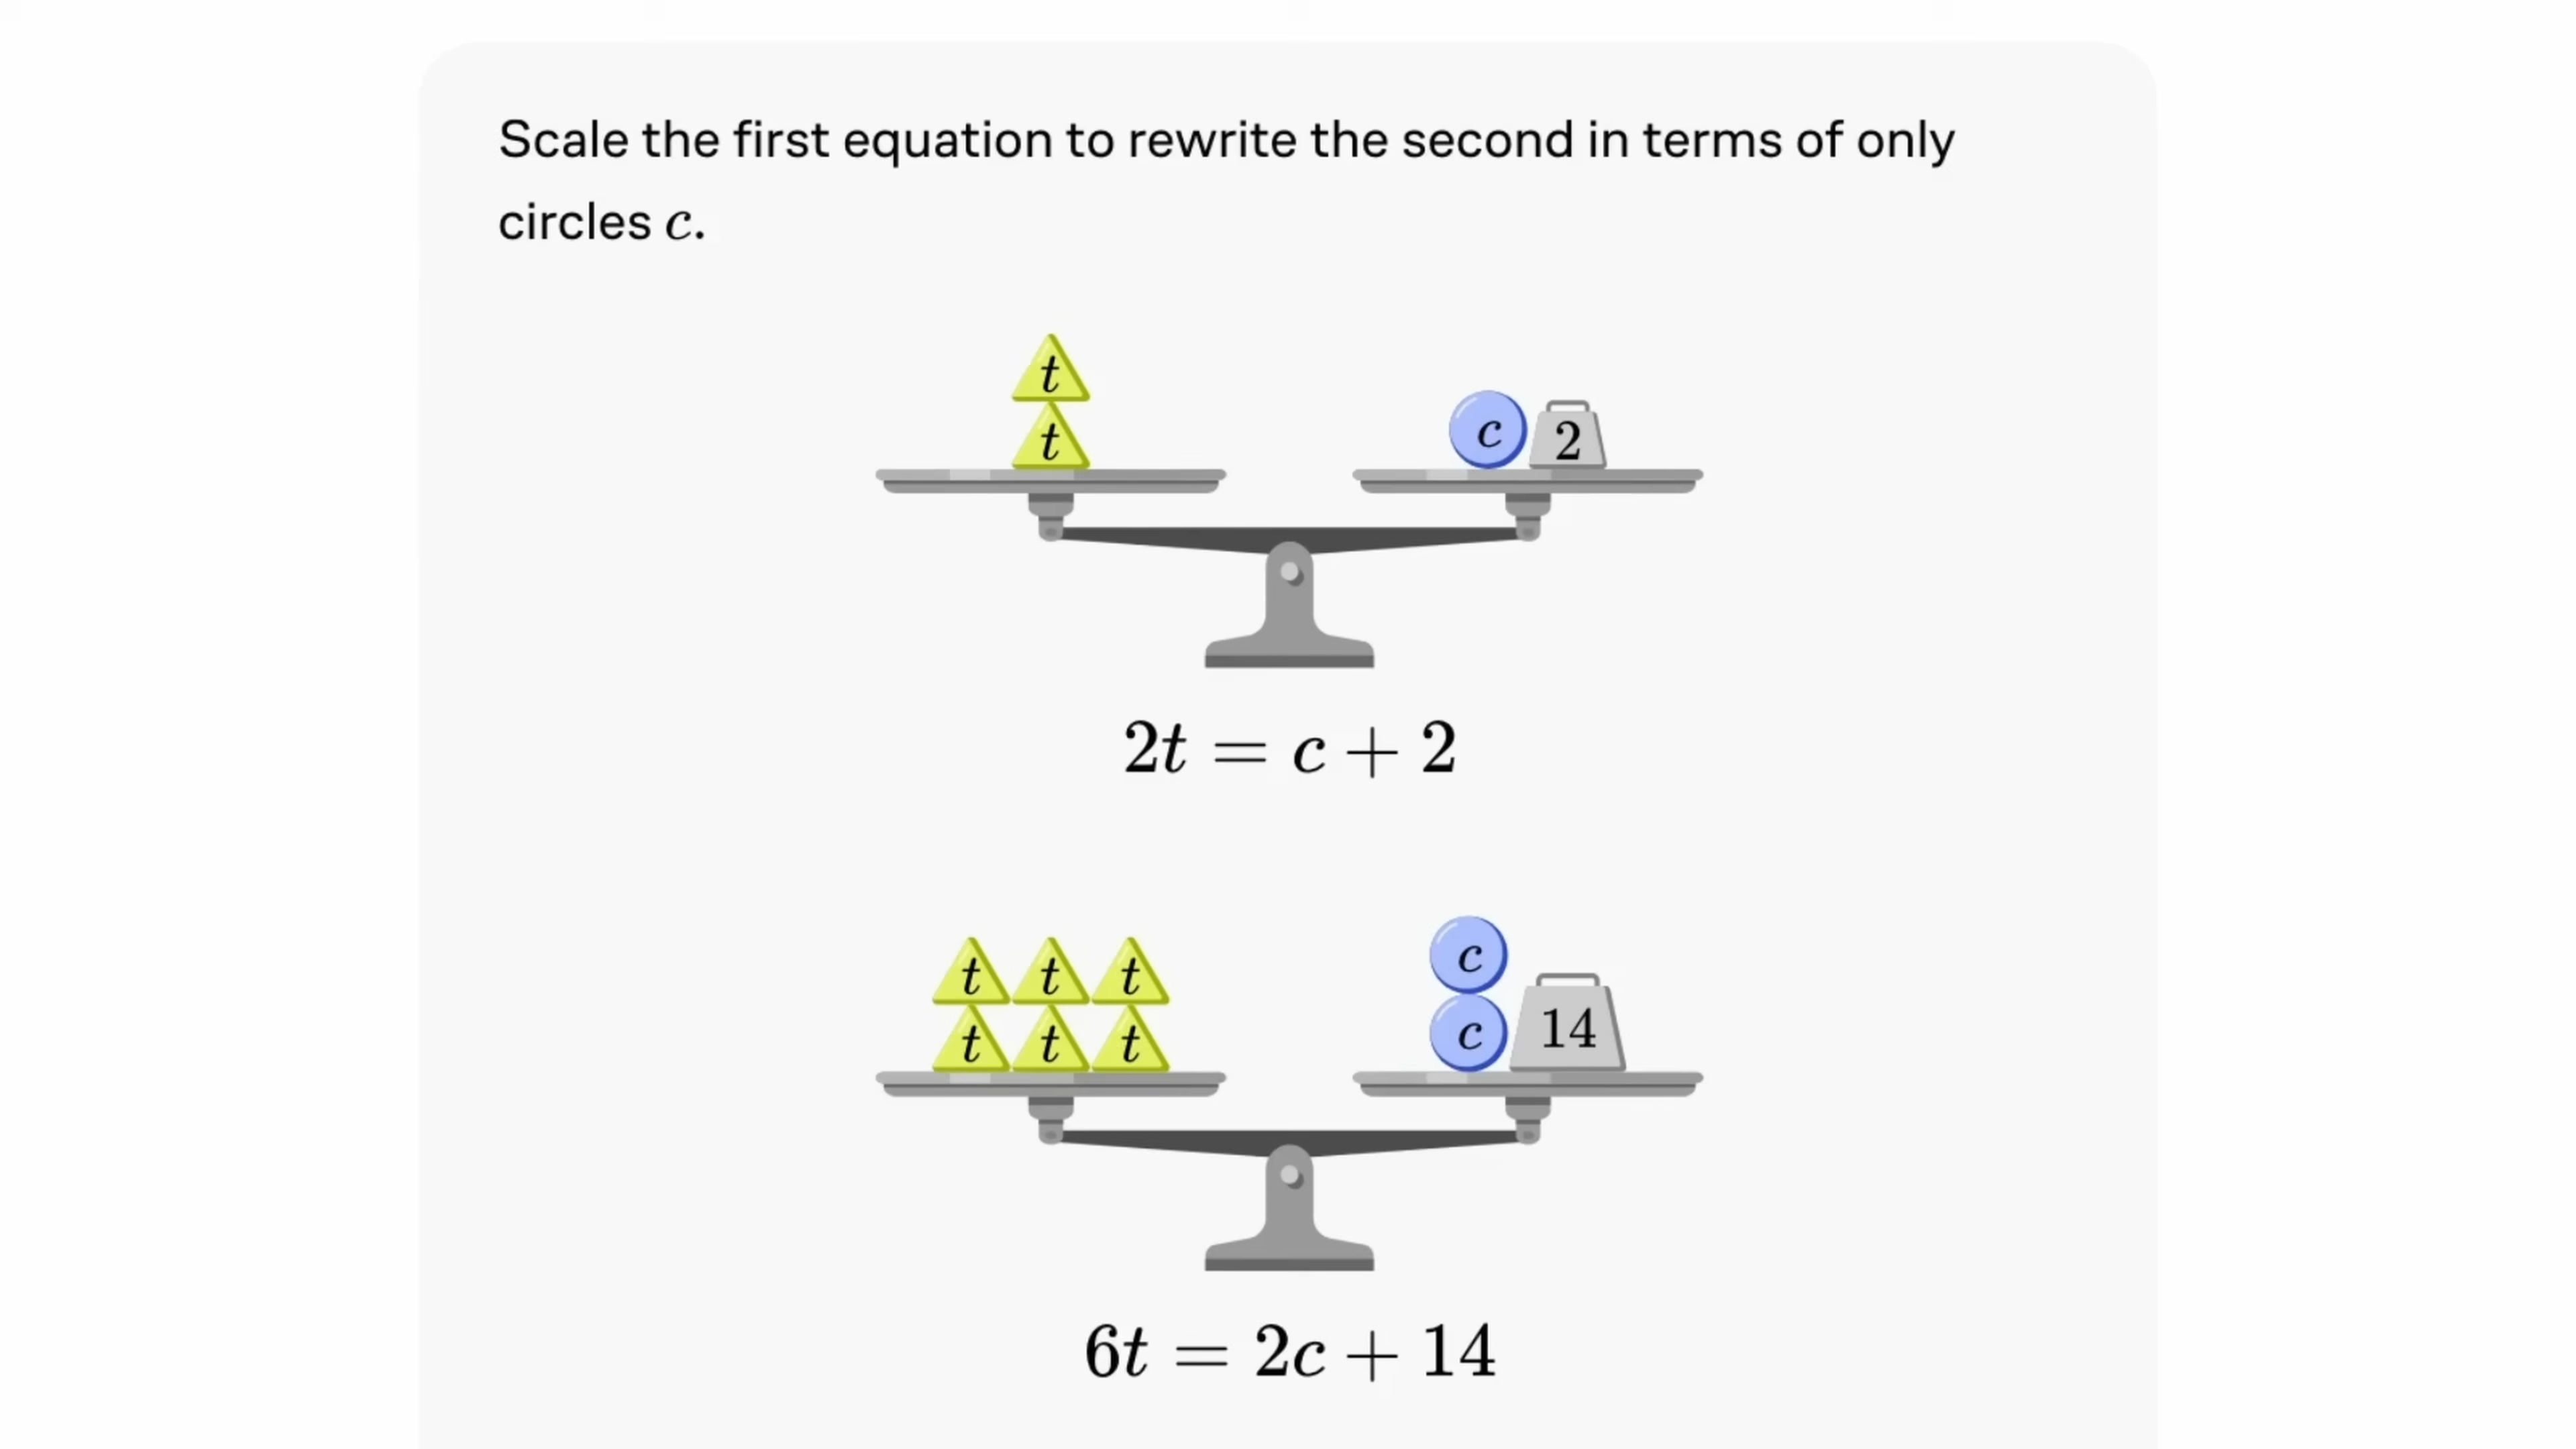 Scale the first equation to rewrite the second in terms of only
circles c.
t
t
c 2
2t = c + 2
t t t
t t t
c
c 14
6t = 2c + 14